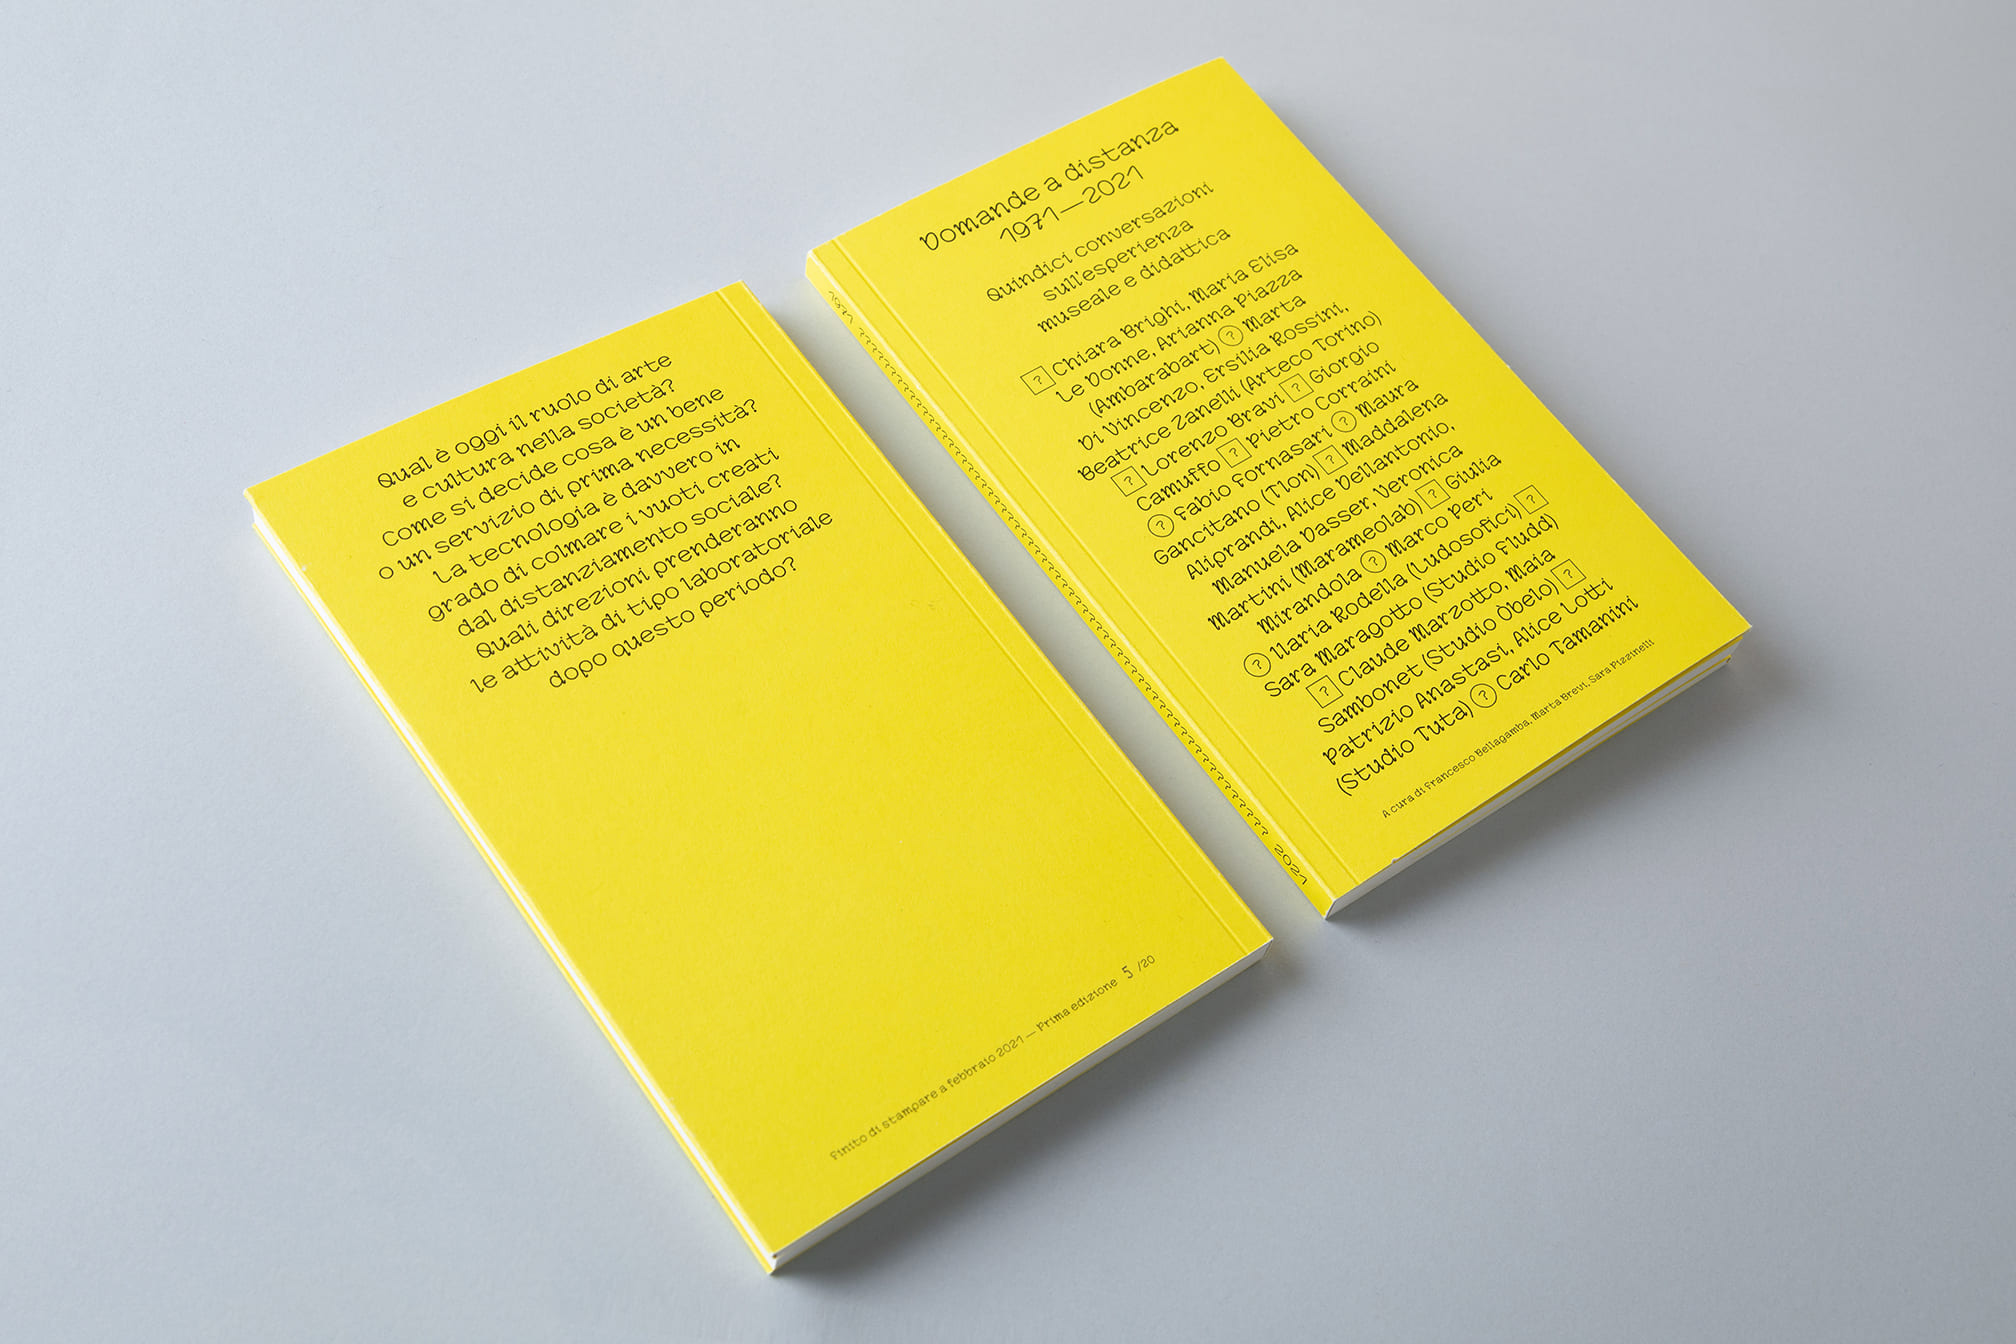 Qual è oggi il ruolo di arte
e cultura nella società?
Come si decide cosa è un bene
o un servizio di prima necessità?
La tecnologia è davvero in
grado di colmare i vuoti creati
dal distanziamento sociale?
Quali direzioni prenderanno
le attività di tipo laboratoriale
dopo questo periodo?
Finito di stampare a febbraio 2021 — Prima edizione 5 /20
1971 ??????????????????????????????????????????????????? 2021
Domande a distanza
1971—2021
Quindici conversazioni
sull'esperienza
museale e didattica
? Chiara Brighi, Maria Elisa
Le Donne, Arianna Piazza
(Ambarabart) ? Marta
Di Vincenzo, Ersilia Rossini,
Beatrice Zanelli (Arteco Torino)
? Lorenzo Bravi ? Giorgio
Camuffo ? Pietro Corraini
? Fabio Fornasari ? Maura
Gancitano (Tlon) ? Maddalena
Aliprandi, Alice Dellantonio,
Manuela Dasser, Veronica
Martini (Marameolab) ? Giulia
Mirandola ? Marco Peri
? Ilaria Rodella (Ludosofici) ?
Sara Maragotto (Studio Fludd)
? Claude Marzotto, Maia
Sambonet (Studio Òbelo) ?
Patrizio Anastasi, Alice Lotti
(Studio Tuta) ? Carlo Tamanini
A cura di Francesco Bellagamba, Marta Brevi, Sara Pizzinelli